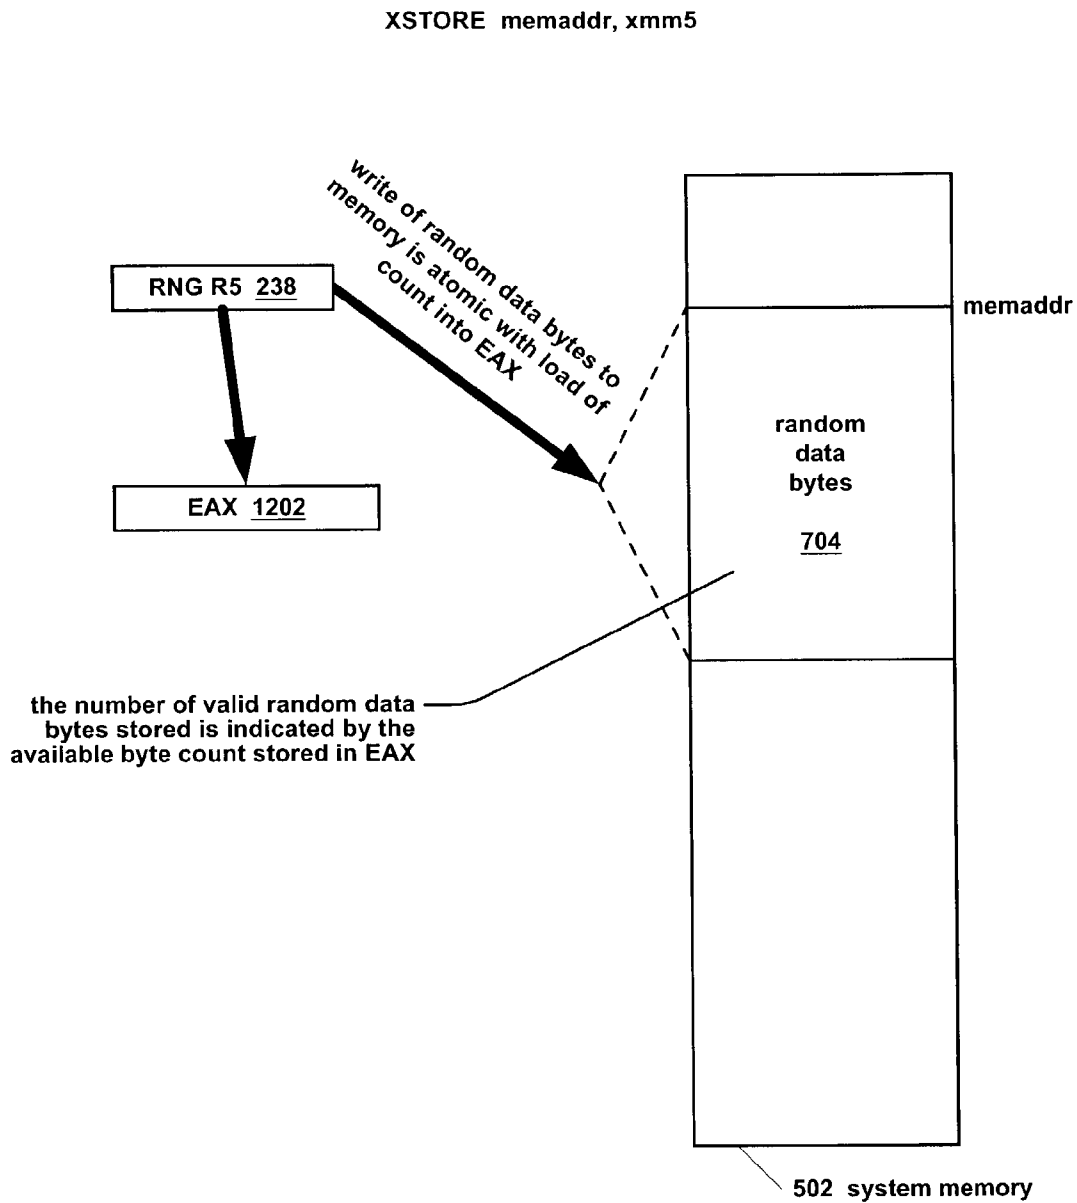 XSTORE memaddr, xmm5
write of random data bytes to
memory is atomic with load of
count into EAX
RNG R5 238
memaddr
random
data
bytes
704
EAX 1202
the number of valid random data
bytes stored is indicated by the
available byte count stored in EAX
502 system memory